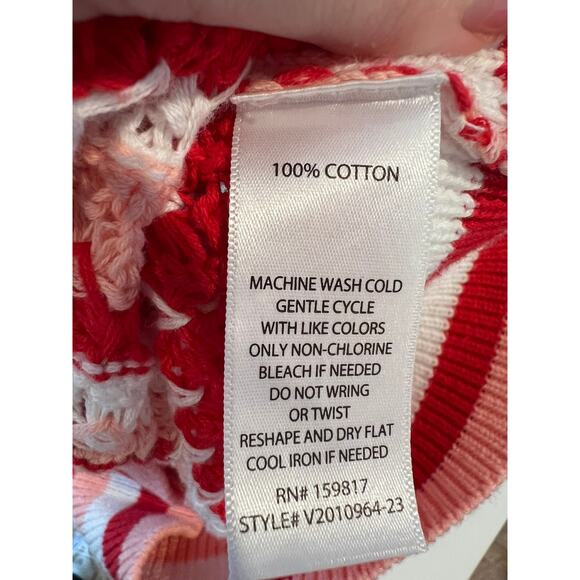 100% COTTON
MACHINE WASH COLD
GENTLE CYCLE
WITH LIKE COLORS
ONLY NON-CHLORINE
BLEACH IF NEEDED
DO NOT WRING
OR TWIST
RESHAPE AND DRY FLAT
COOL IRON IF NEEDED
RN# 159817
STYLE# V2010964-23